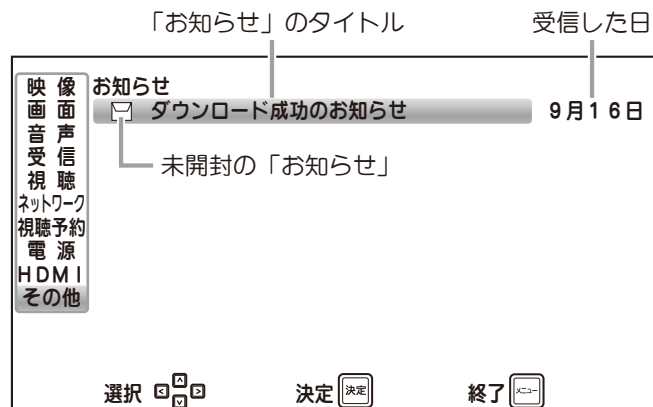 「お知らせ」のタイトル
受信した日
映 像
画 面
音 声
受 信
視 聴
ネットワーク
視聴予約
電 源
HDMI
その他
お知らせ
ダウンロード成功のお知らせ
9月16日
未開封の「お知らせ」
選択
決定 決定
終了 メニュー